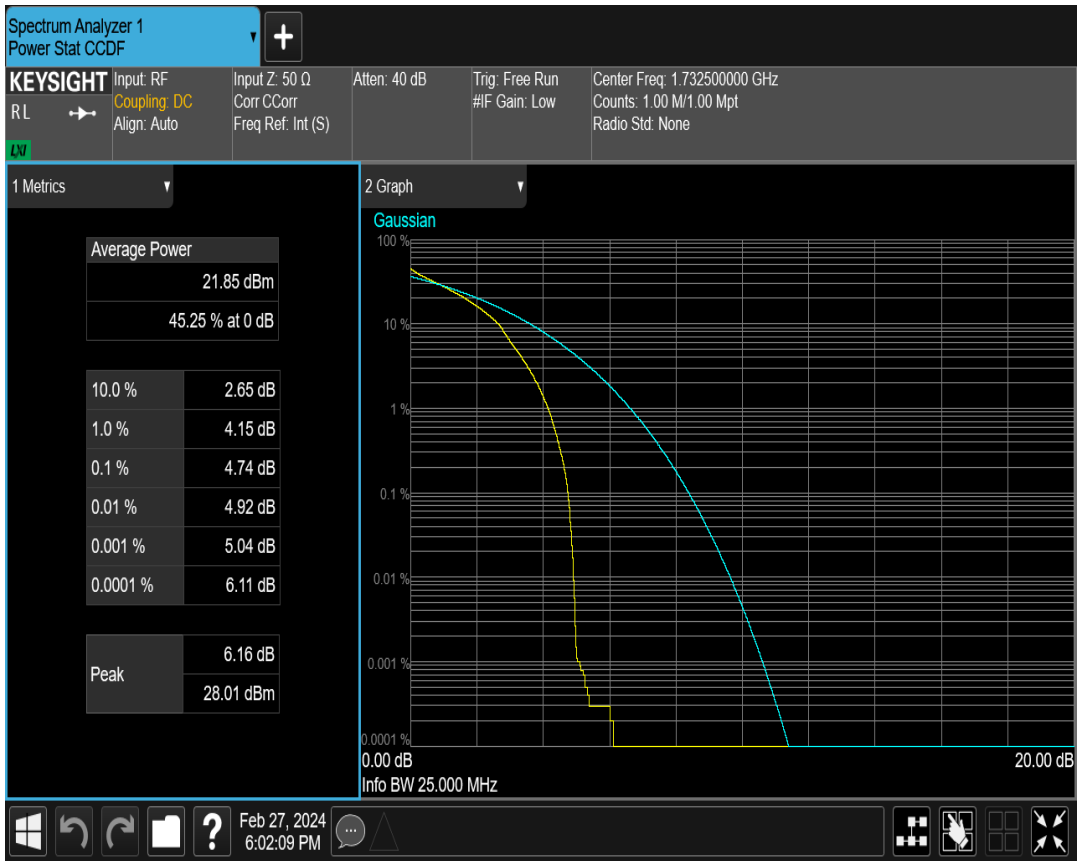 Spectrum Analyzer 1
Power Stat CCDF
+
KEYSIGHT
RL
LXI
Input: RF
Coupling: DC
Align: Auto
Input Z: 50 Ω
Corr CCorr
Freq Ref: Int (S)
Atten: 40 dB
Trig: Free Run
#IF Gain: Low
Center Freq: 1.732500000 GHz
Counts: 1.00 M/1.00 Mpt
Radio Std: None
1 Metrics
Average Power
21.85 dBm
45.25 % at 0 dB
10.0 % 2.65 dB
1.0 % 4.15 dB
0.1 % 4.74 dB
0.01 % 4.92 dB
0.001 % 5.04 dB
0.0001 % 6.11 dB
Peak
6.16 dB
28.01 dBm
2 Graph
Gaussian
100 %
10 %
1 %
0.1 %
0.01 %
0.001 %
0.0001 %
0.00 dB 20.00 dB
Info BW 25.000 MHz
?
Feb 27, 2024
6:02:09 PM